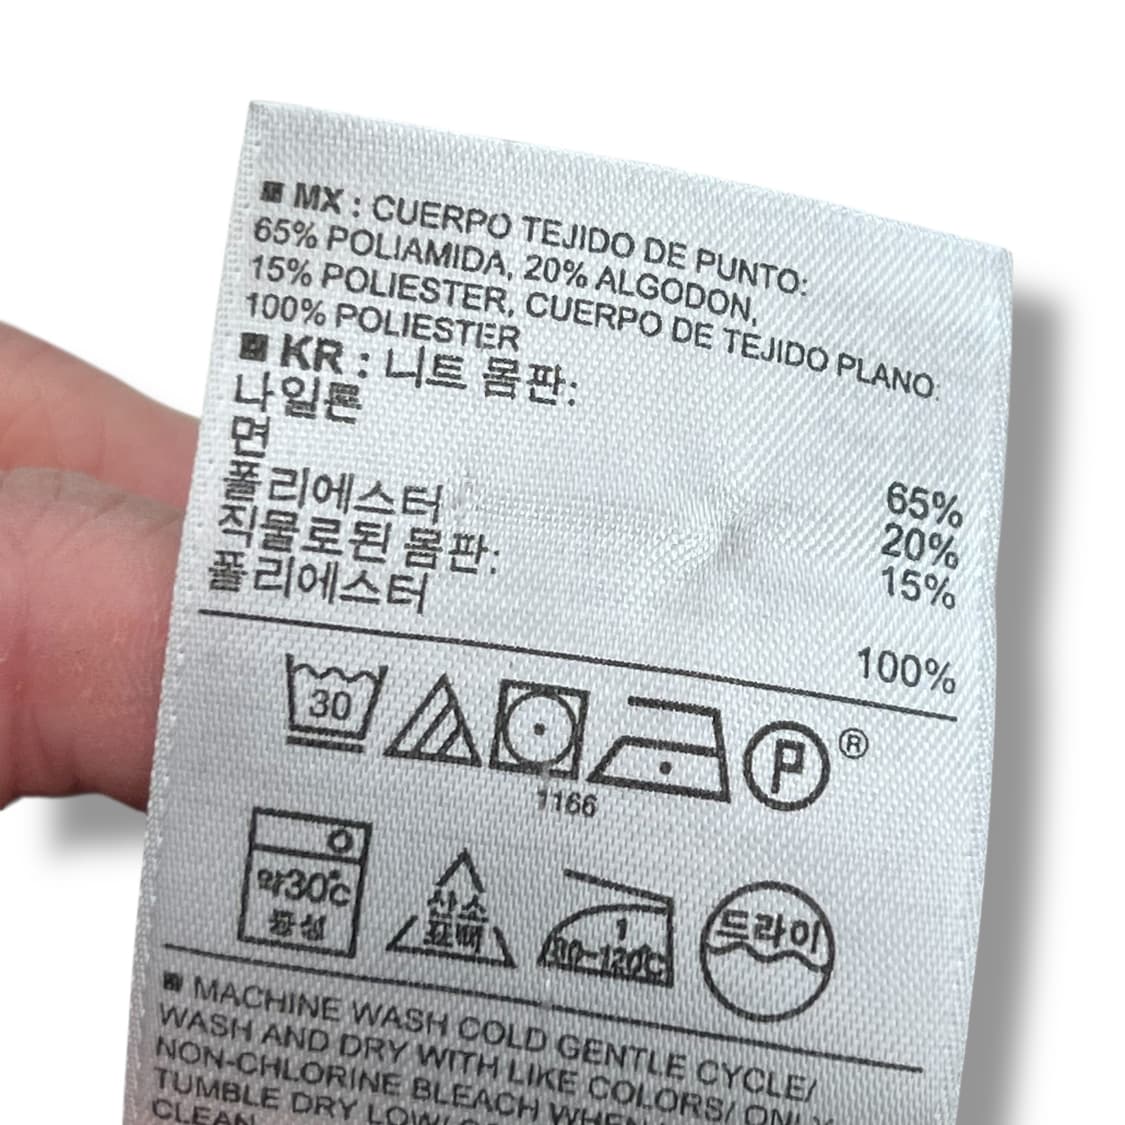 MX : CUERPO TEJIDO DE PUNTO:
65% POLIAMIDA, 20% ALGODON,
15% POLIESTER, CUERPO DE TEJIDO PLANO:
100% POLIESTER
KR : 니트 몸판:
나일론 65%
면 20%
폴리에스터 15%
직물로된 몸판:
폴리에스터 100%
30 P ®
1166
약30℃ 중성
산소 표백
1 80~120℃
드라이
MACHINE WASH COLD GENTLE CYCLE/
WASH AND DRY WITH LIKE COLORS/ ONLY
NON-CHLORINE BLEACH WHEN
TUMBLE DRY LOW/
CLEAN